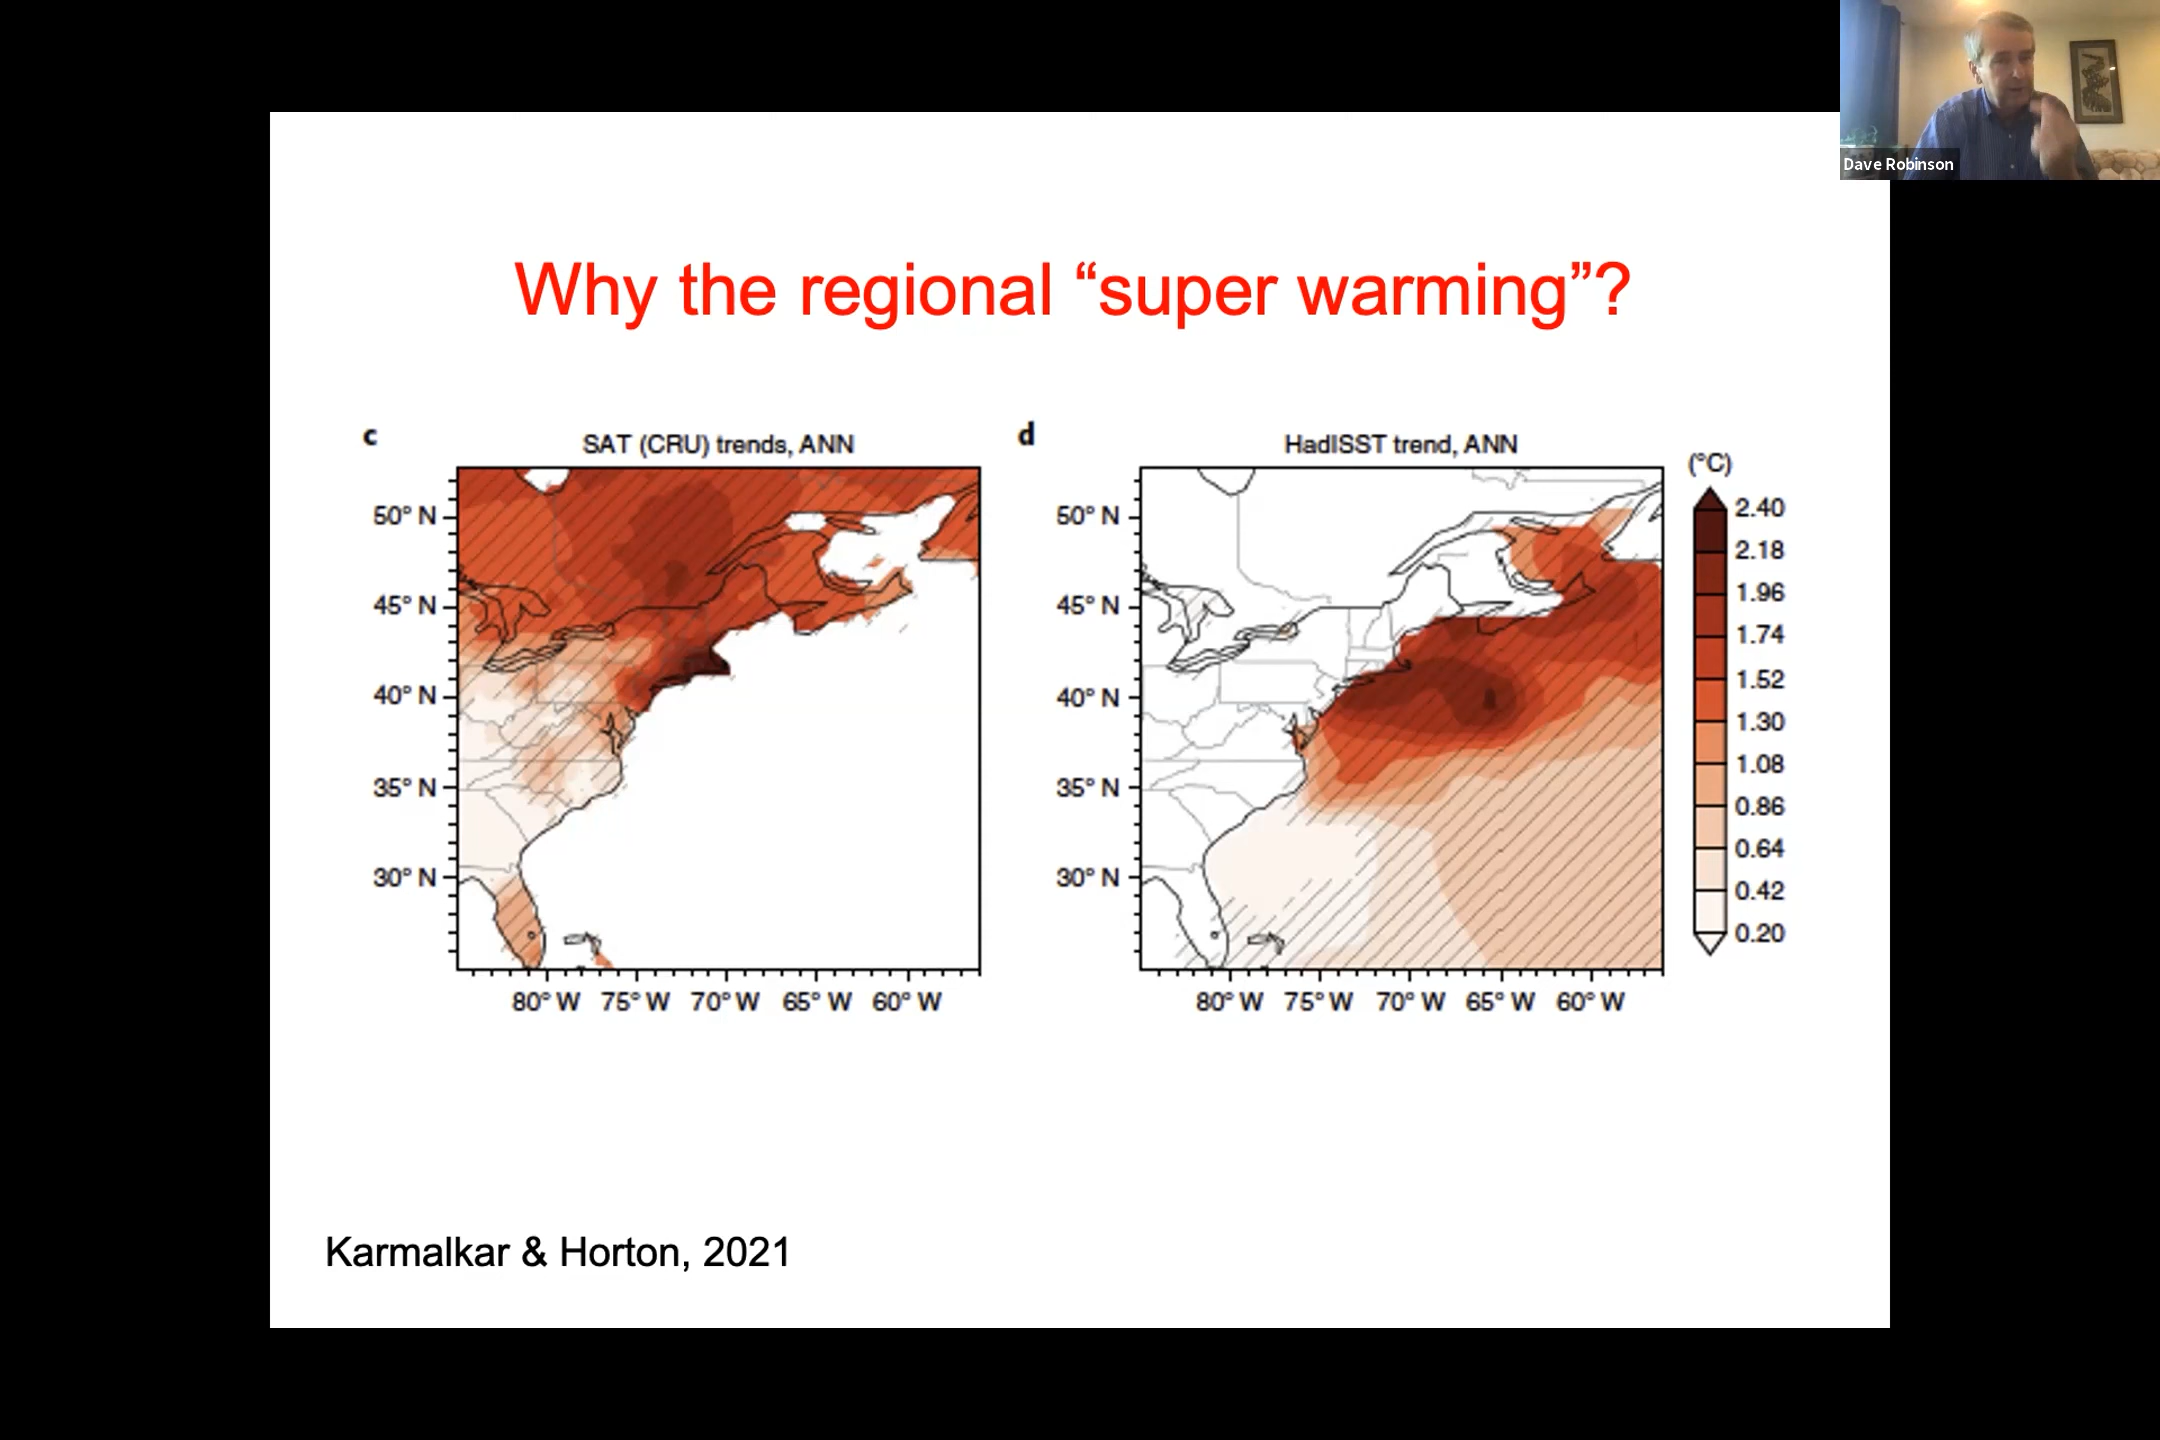 Dave Robinson
Why the regional “super warming”?
c
SAT (CRU) trends, ANN
50° N
45° N
40° N
35° N
30° N
80° W 75° W 70° W 65° W 60° W
d
HadISST trend, ANN
50° N
45° N
40° N
35° N
30° N
80° W 75° W 70° W 65° W 60° W
(°C)
2.40
2.18
1.96
1.74
1.52
1.30
1.08
0.86
0.64
0.42
0.20
Karmalkar & Horton, 2021